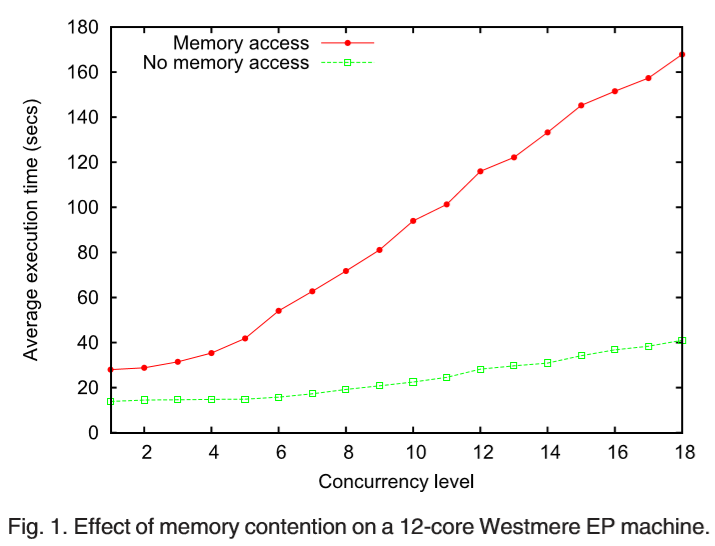 180
160
140
120
100
80
60
40
20
0
Average execution time (secs)
Memory access
No memory access
2 4 6 8 10 12 14 16 18
Concurrency level
Fig. 1. Effect of memory contention on a 12-core Westmere EP machine.